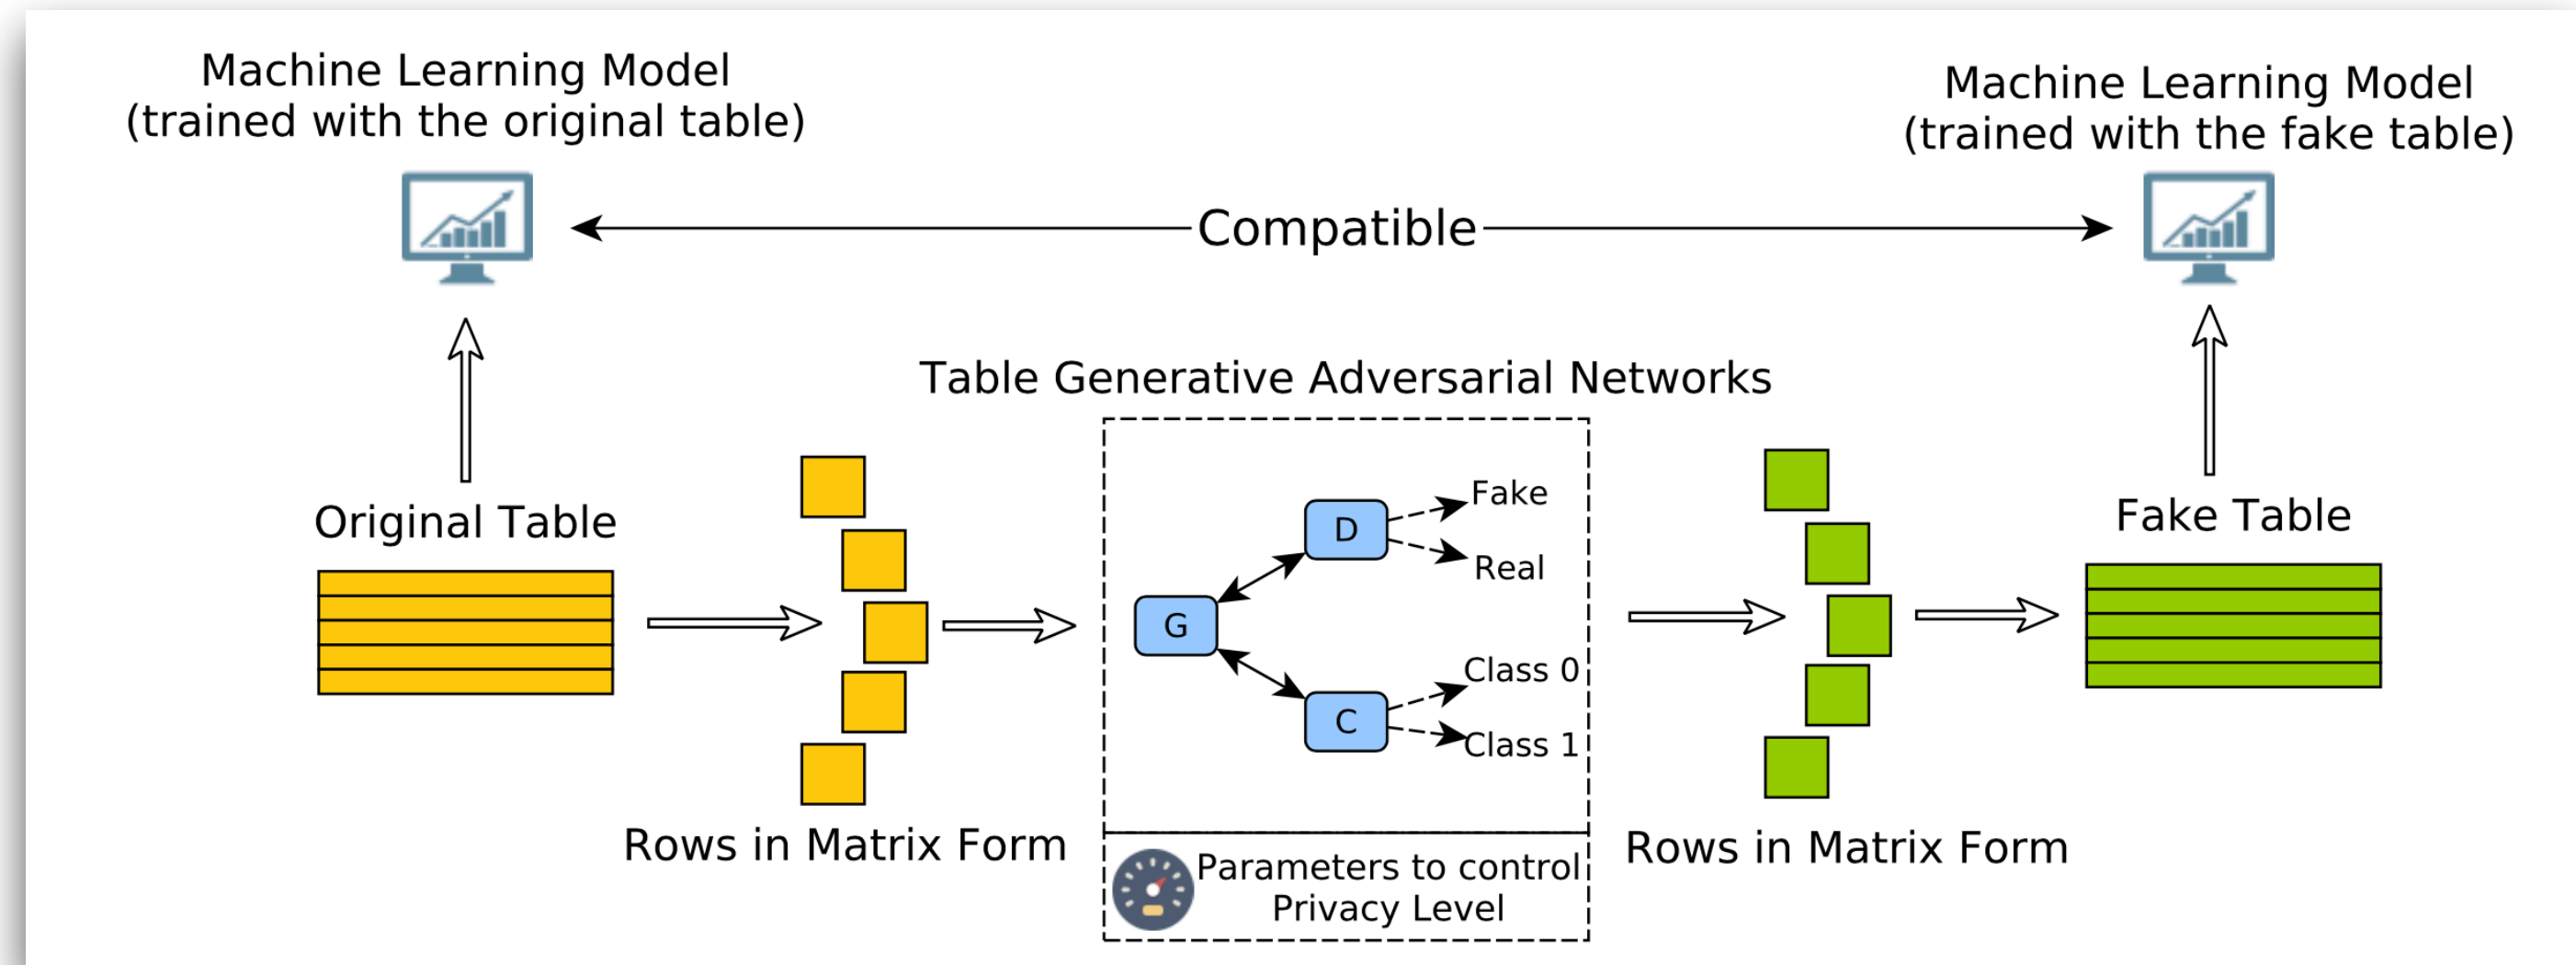 Machine Learning Model
(trained with the original table)
Machine Learning Model
(trained with the fake table)
Compatible
Table Generative Adversarial Networks
Original Table
Fake Table
D
Fake
Real
G
C
Class 0
Class 1
Rows in Matrix Form
Rows in Matrix Form
Parameters to control
Privacy Level